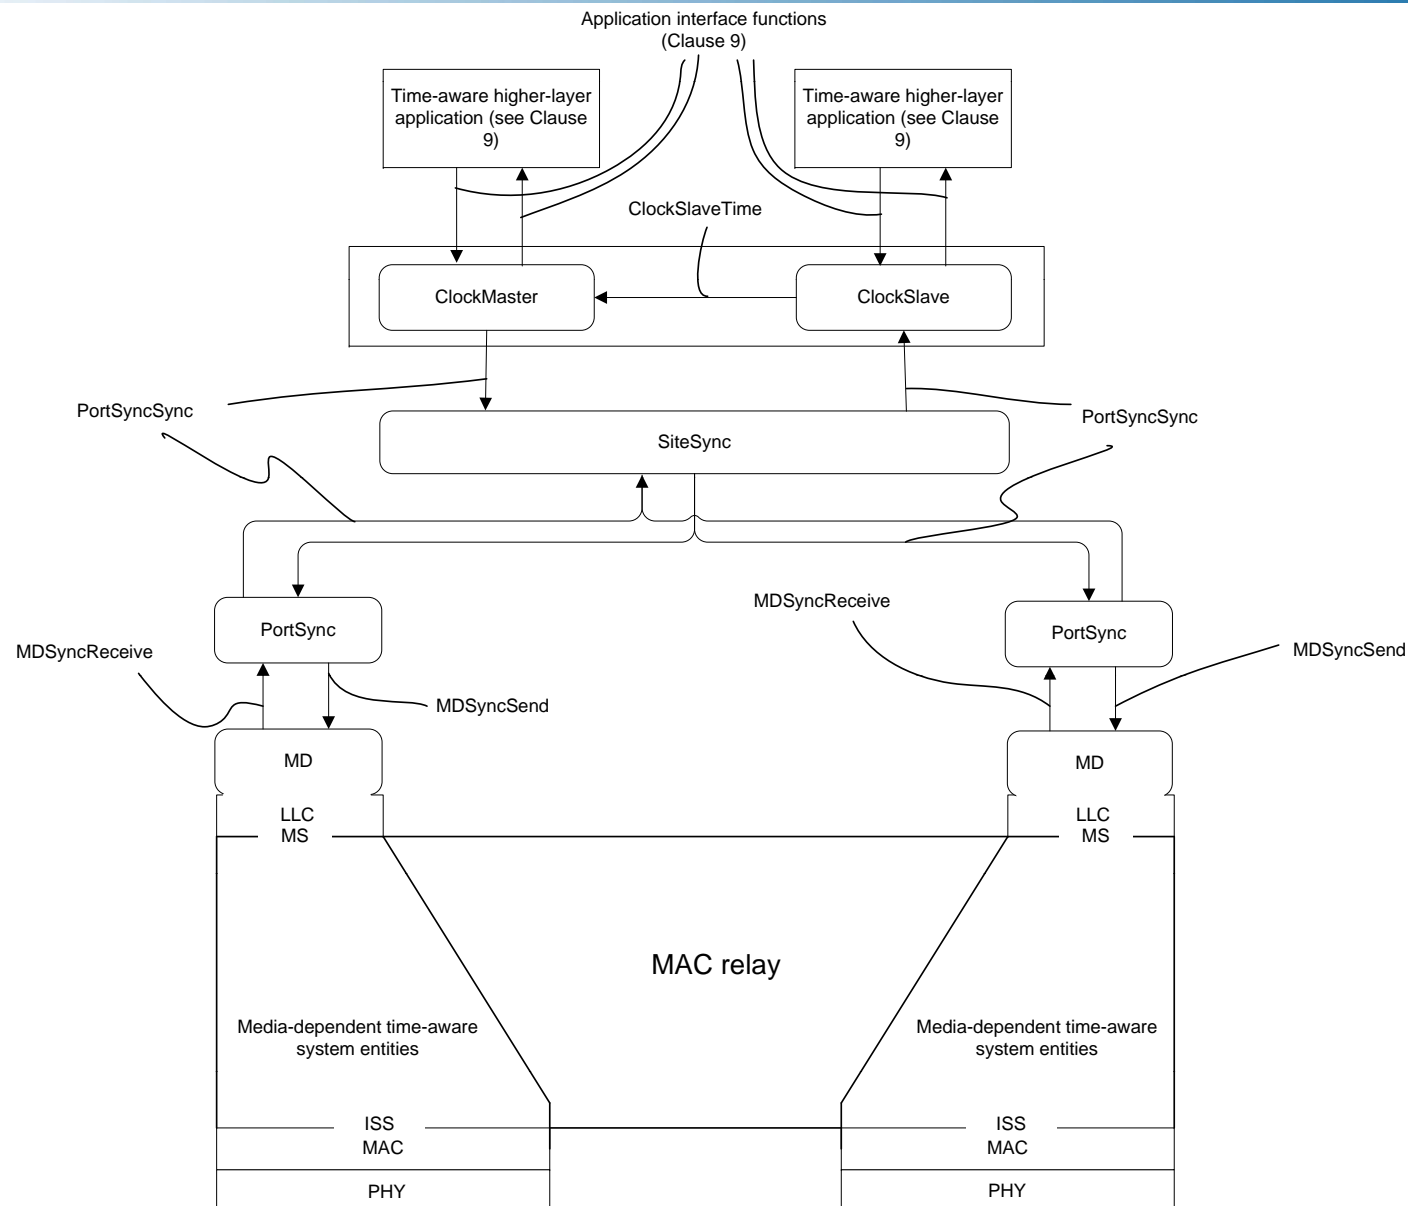 Application interface functions
(Clause 9)
Time-aware higher-layer
application (see Clause
9)
Time-aware higher-layer
application (see Clause
9)
ClockSlaveTime
ClockMaster
ClockSlave
PortSyncSync
PortSyncSync
SiteSync
MDSyncReceive
PortSync
PortSync
MDSyncReceive
MDSyncSend
MDSyncSend
MD
MD
LLC
MS
LLC
MS
MAC relay
Media-dependent time-aware
system entities
Media-dependent time-aware
system entities
ISS
MAC
ISS
MAC
PHY
PHY